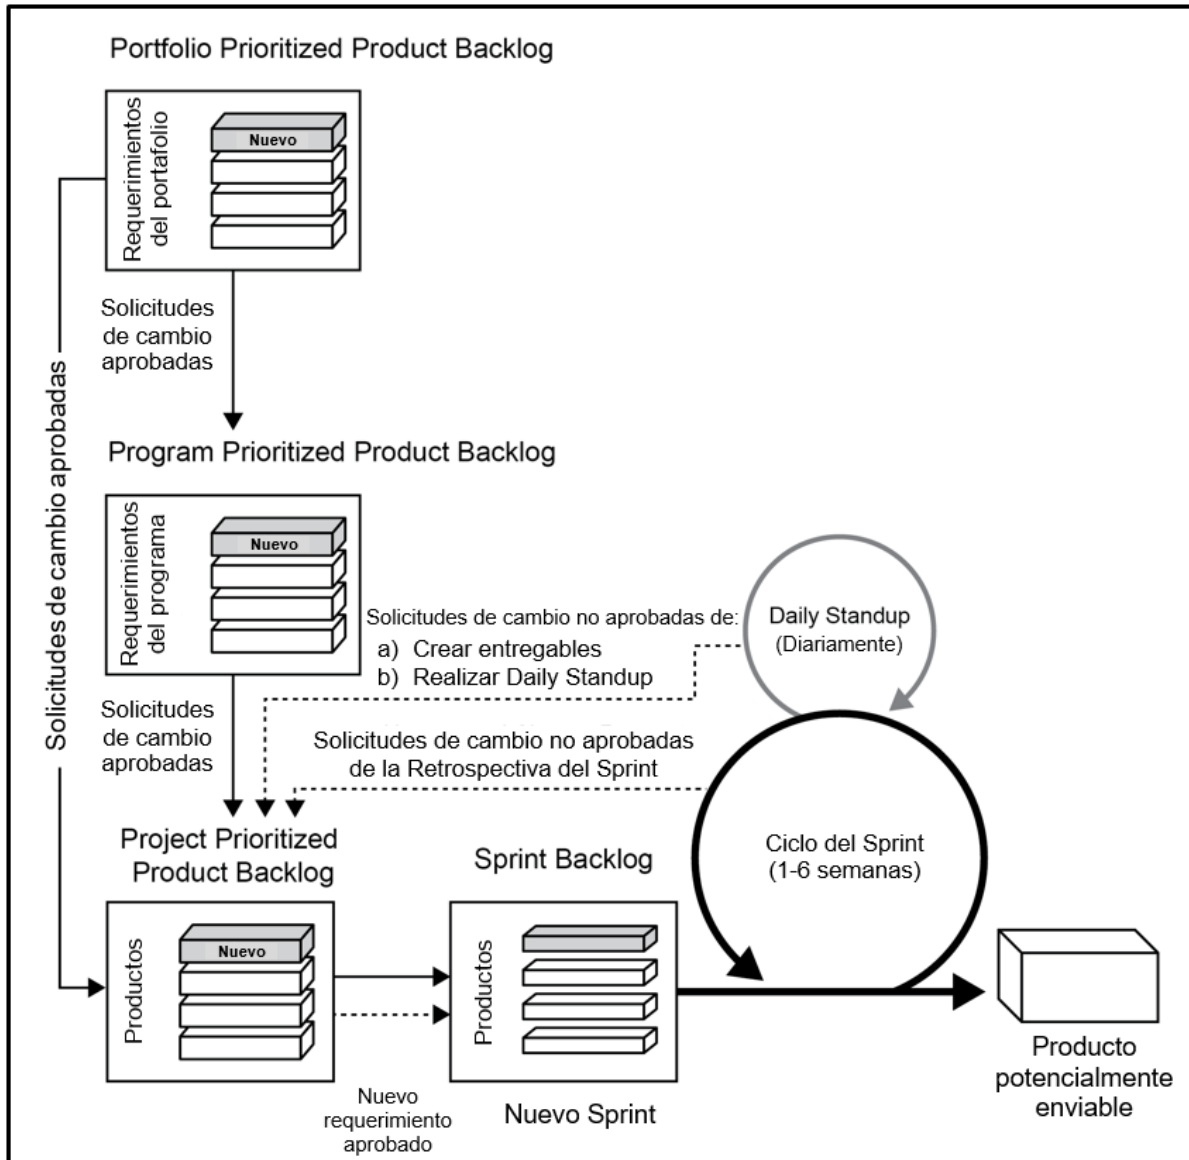 Portfolio Prioritized Product Backlog
Requerimientos
del portafolio
Nuevo
Solicitudes
de cambio
aprobadas
Solicitudes de cambio aprobadas
Program Prioritized Product Backlog
Requerimientos
del programa
Nuevo
Solicitudes de cambio no aprobadas de:
a) Crear entregables
b) Realizar Daily Standup
Daily Standup
(Diariamente)
Solicitudes
de cambio
aprobadas
Solicitudes de cambio no aprobadas
de la Retrospectiva del Sprint
Project Prioritized
Product Backlog
Productos
Nuevo
Sprint Backlog
Productos
Ciclo del Sprint
(1-6 semanas)
Nuevo
requerimiento
aprobado
Nuevo Sprint
Producto
potencialmente
enviable